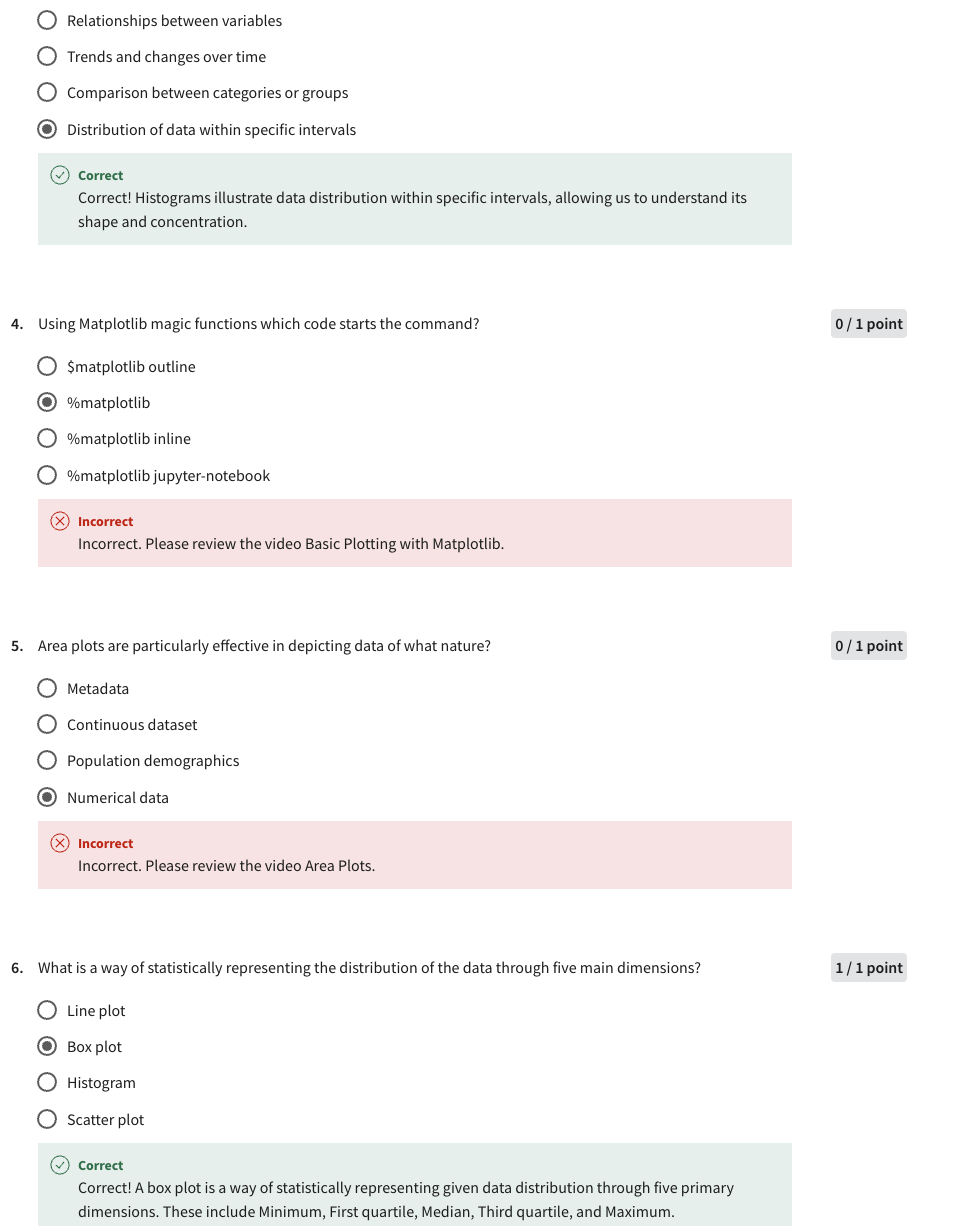 Relationships between variables
Trends and changes over time
Comparison between categories or groups
Distribution of data within specific intervals
Correct
Correct! Histograms illustrate data distribution within specific intervals, allowing us to understand its
shape and concentration.
4. Using Matplotlib magic functions which code starts the command? 0 / 1 point
$matplotlib outline
%matplotlib
%matplotlib inline
%matplotlib jupyter-notebook
Incorrect
Incorrect. Please review the video Basic Plotting with Matplotlib.
5. Area plots are particularly effective in depicting data of what nature? 0 / 1 point
Metadata
Continuous dataset
Population demographics
Numerical data
Incorrect
Incorrect. Please review the video Area Plots.
6. What is a way of statistically representing the distribution of the data through five main dimensions? 1 / 1 point
Line plot
Box plot
Histogram
Scatter plot
Correct
Correct! A box plot is a way of statistically representing given data distribution through five primary
dimensions. These include Minimum, First quartile, Median, Third quartile, and Maximum.